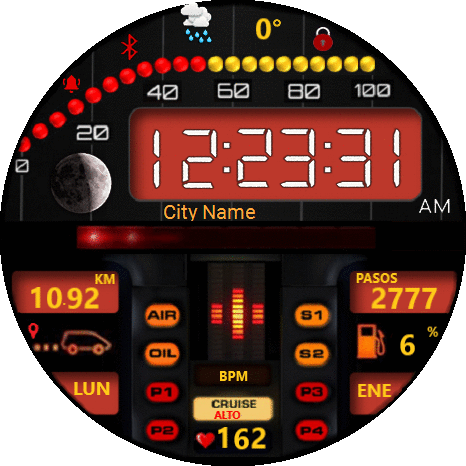 0°
0 20 40 60 80 100
12:23:31
City Name
AM
KM
10.92
PASOS
2777
AIR
S1
OIL
S2
6 %
BPM
LUN
ENE
P1
P3
CRUISE
ALTO
P2
162
P4